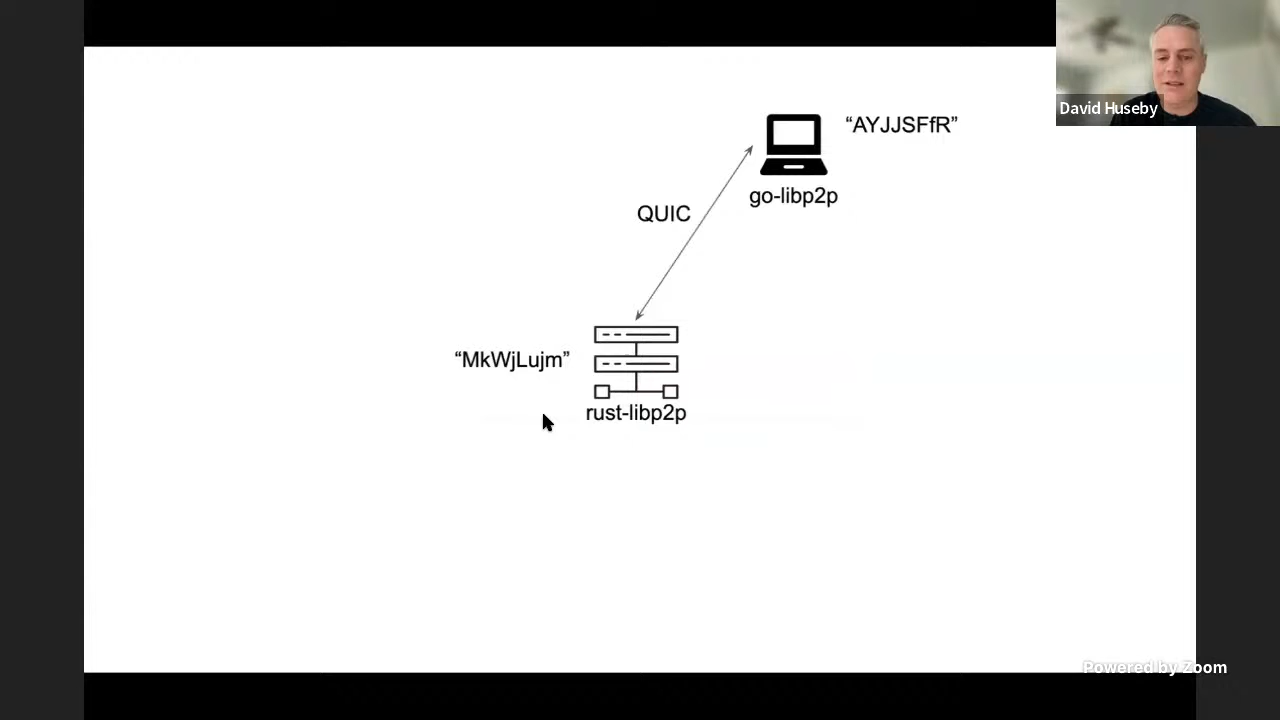 David Huseby
“AYJJSFfR”
go-libp2p
QUIC
“MkWjLujm”
rust-libp2p
Powered by Zoom